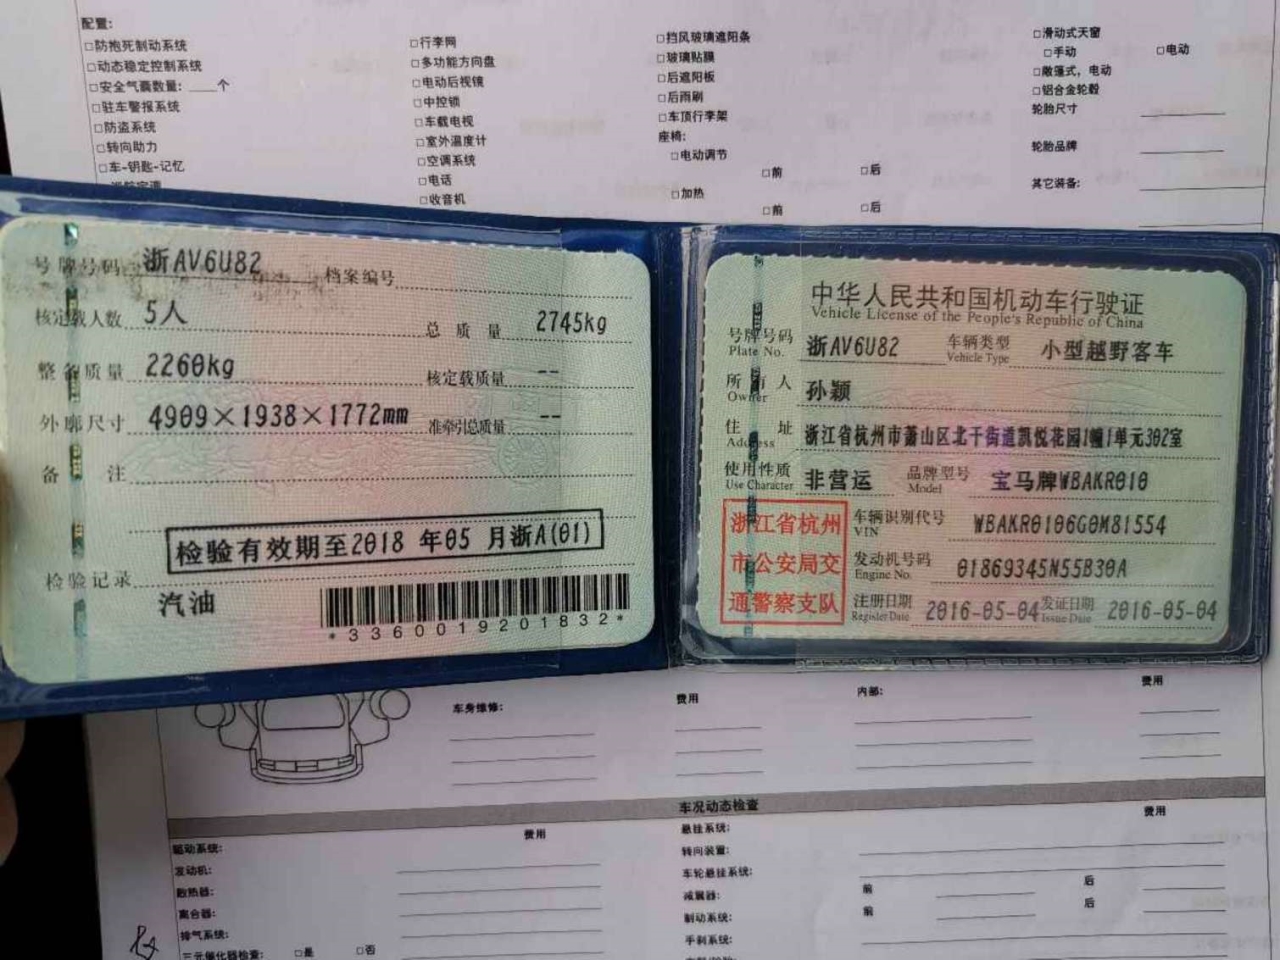 配置:
□防抱死制动系统
□动态稳定控制系统
□安全气囊数量: ____个
□驻车警报系统
□防盗系统
□转向助力
□车-钥匙-记忆
□行李网
□多功能方向盘
□电动后视镜
□中控锁
□车载电视
□室外温度计
□空调系统
□电话
□收音机
□挡风玻璃遮阳条
□玻璃贴膜
□后遮阳板
□后雨刷
□车顶行李架
座椅:
□电动调节
□前 □后
□加热
□前 □后
□滑动式天窗
□手动 □电动
□敞篷式，电动
□铝合金轮毂
轮胎尺寸
轮胎品牌
其它装备:
号牌号码 浙AV6U82 档案编号
核定载人数 5人 总质量 2745kg
整备质量 2260kg 核定载质量 --
外廓尺寸 4909×1938×1772mm 准牵引总质量 --
备注
检验有效期至2018 年05 月浙A(01)
检验记录
汽油
*3360019201832*
中华人民共和国机动车行驶证
Vehicle License of the People's Republic of China
号牌号码 浙AV6U82 车辆类型 小型越野客车
Plate No. Vehicle Type
所有人 孙颖
Owner
住址 浙江省杭州市萧山区北干街道凯悦花园1幢1单元302室
Address
使用性质 非营运 品牌型号 宝马牌WBAKR010
Use Character Model
浙江省杭州
市公安局交
通警察支队
车辆识别代号 WBAKR0106G0M81554
VIN
发动机号码 01869345N55B30A
Engine No.
注册日期 2016-05-04 发证日期 2016-05-04
Register Date Issue Date
车身维修: 费用 内部: 费用
车况动态检查
费用 费用
驱动系统:
发动机:
散热器:
离合器:
排气系统:
三元催化器检查: □是 □否
悬挂系统:
转向装置:
车轮悬挂系统:
减震器: 前 后
制动系统: 前 后
手刹系统: